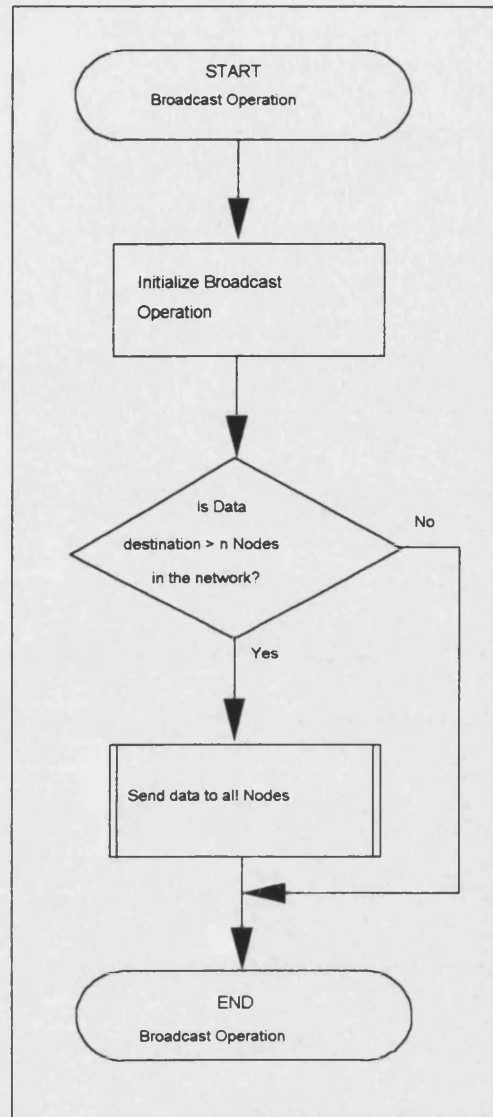 START
Broadcast Operation
Initialize Broadcast
Operation
Is Data
destination > n Nodes
in the network?
No
Yes
Send data to all Nodes
END
Broadcast Operation